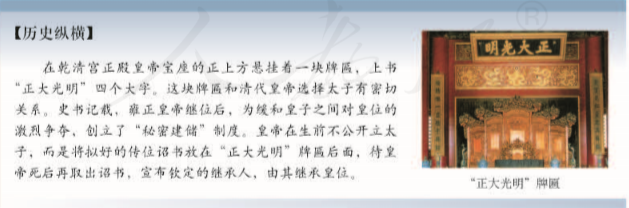 【历史纵横】
在乾清宫正殿皇帝宝座的正上方悬挂着一块牌匾，上书
“正大光明”四个大字。这块牌匾和清代皇帝选择太子有密切
关系。史书记载，雍正皇帝继位后，为缓和皇子之间对皇位的
激烈争夺，创立了“秘密建储”制度。皇帝在生前不公开立太
子，而是将拟好的传位诏书放在“正大光明”牌匾后面，待皇
帝死后再取出诏书，宣布钦定的继承人，由其继承皇位。
明光大正
“正大光明”牌匾